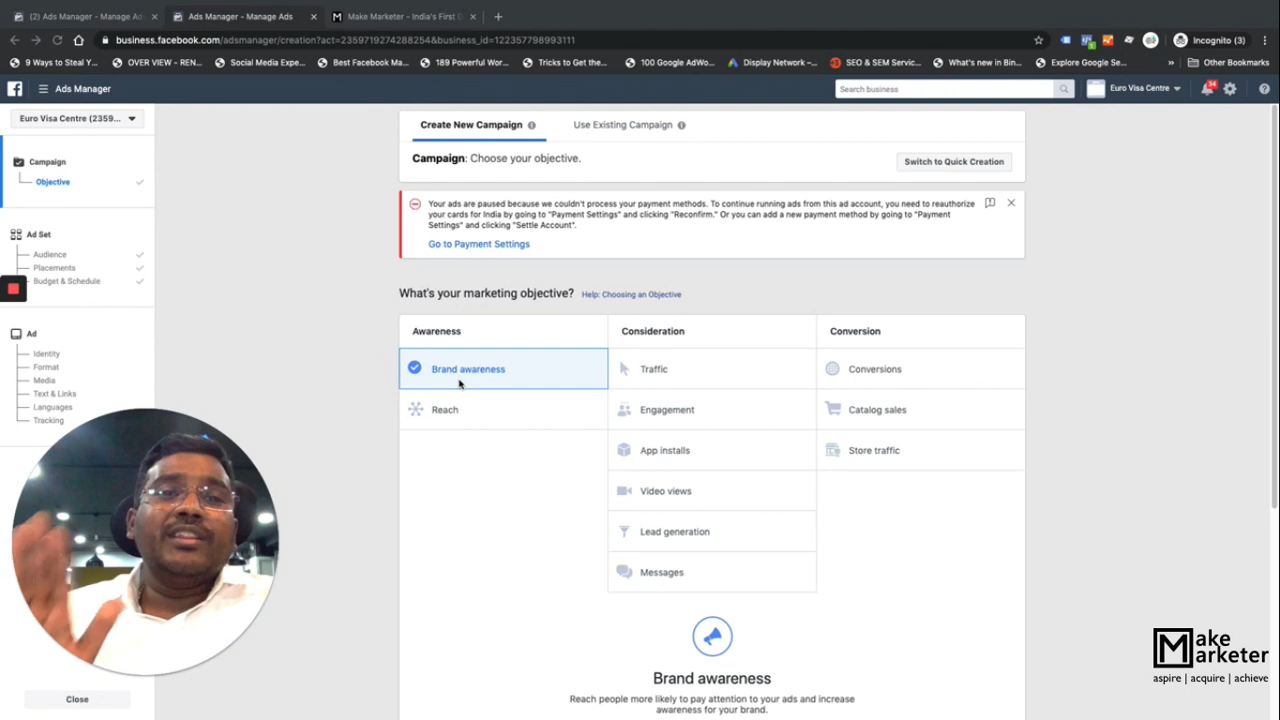 (2) Ads Manager - Manage Ads
Ads Manager - Manage Ads
Make Marketer - India's First D
business.facebook.com/adsmanager/creation?act=2359719274288254&business_id=122357798993111
Incognito (3)
9 Ways to Steal Y...
OVER VIEW - REN...
Social Media Expe...
Best Facebook Ma...
189 Powerful Wor...
Tricks to Get the...
100 Google AdWo...
Display Network –...
SEO & SEM Servic...
What's new in Bin...
Explore Google Se...
»
Other Bookmarks
Ads Manager
Search business
Euro Visa Centre
34
Euro Visa Centre (2359...
Campaign
Objective
Ad Set
Audience
Placements
Budget & Schedule
Ad
Identity
Format
Media
Text & Links
Languages
Tracking
Close
Create New Campaign
Use Existing Campaign
Campaign: Choose your objective.
Switch to Quick Creation
Your ads are paused because we couldn't process your payment methods. To continue running ads from this ad account, you need to reauthorize
your cards for India by going to "Payment Settings" and clicking "Reconfirm." Or you can add a new payment method by going to "Payment
Settings" and clicking "Settle Account".
Go to Payment Settings
What's your marketing objective? Help: Choosing an Objective
Awareness
Consideration
Conversion
Brand awareness
Traffic
Conversions
Reach
Engagement
Catalog sales
App installs
Store traffic
Video views
Lead generation
Messages
Brand awareness
Reach people more likely to pay attention to your ads and increase
awareness for your brand.
Make
Marketer
aspire | acquire | achieve